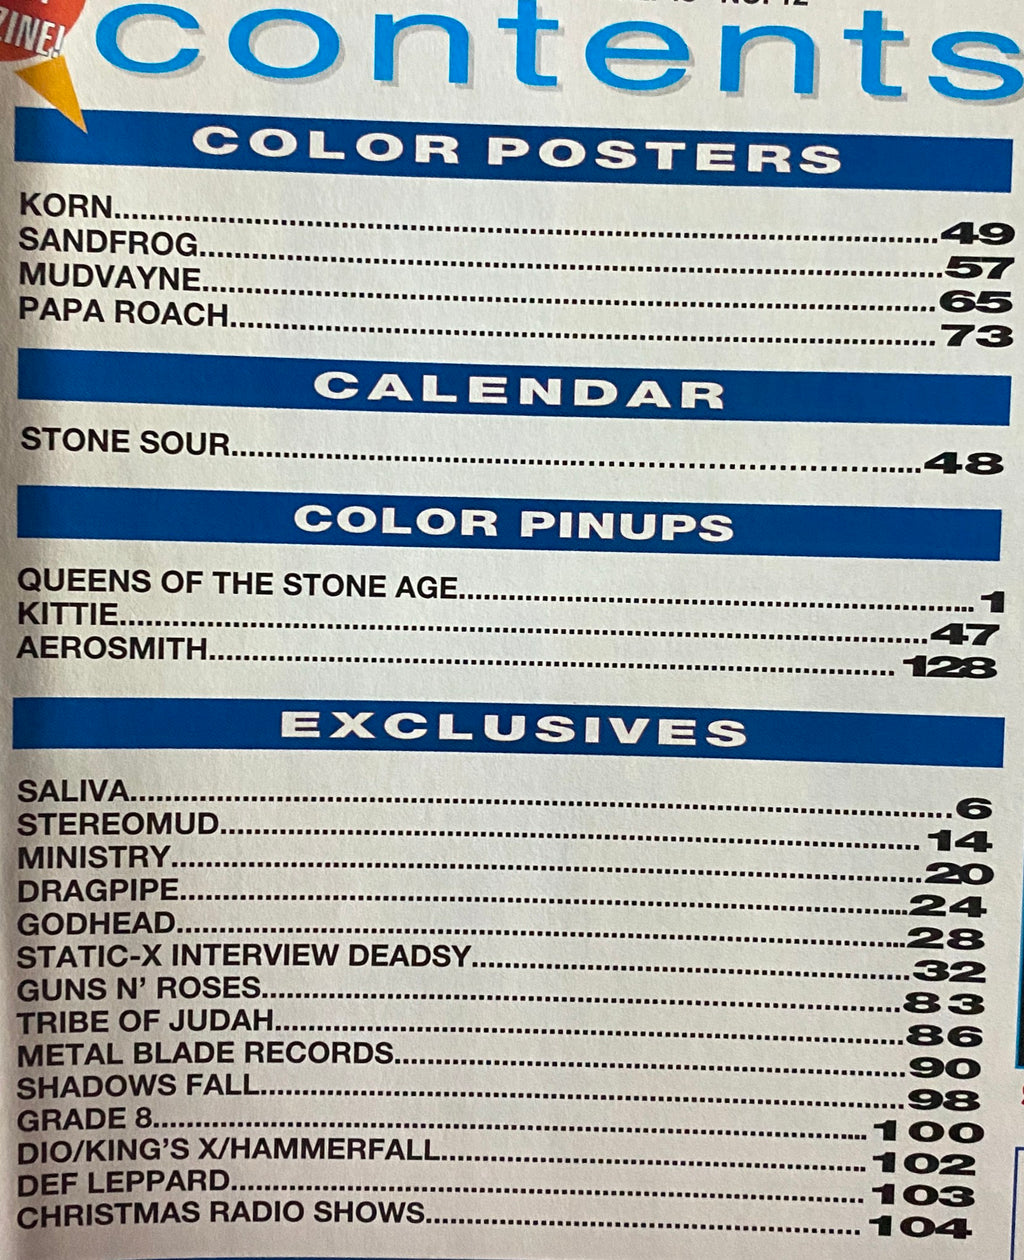 ZINE!
NO. 12
contents
COLOR POSTERS
KORN....................49
SANDFROG....................57
MUDVAYNE....................65
PAPA ROACH....................73
CALENDAR
STONE SOUR....................48
COLOR PINUPS
QUEENS OF THE STONE AGE....................1
KITTIE....................47
AEROSMITH....................128
EXCLUSIVES
SALIVA....................6
STEREOMUD....................14
MINISTRY....................20
DRAGPIPE....................24
GODHEAD....................28
STATIC-X INTERVIEW DEADSY....................32
GUNS N' ROSES....................83
TRIBE OF JUDAH....................86
METAL BLADE RECORDS....................90
SHADOWS FALL....................98
GRADE 8....................100
DIO/KING'S X/HAMMERFALL....................102
DEF LEPPARD....................103
CHRISTMAS RADIO SHOWS....................104